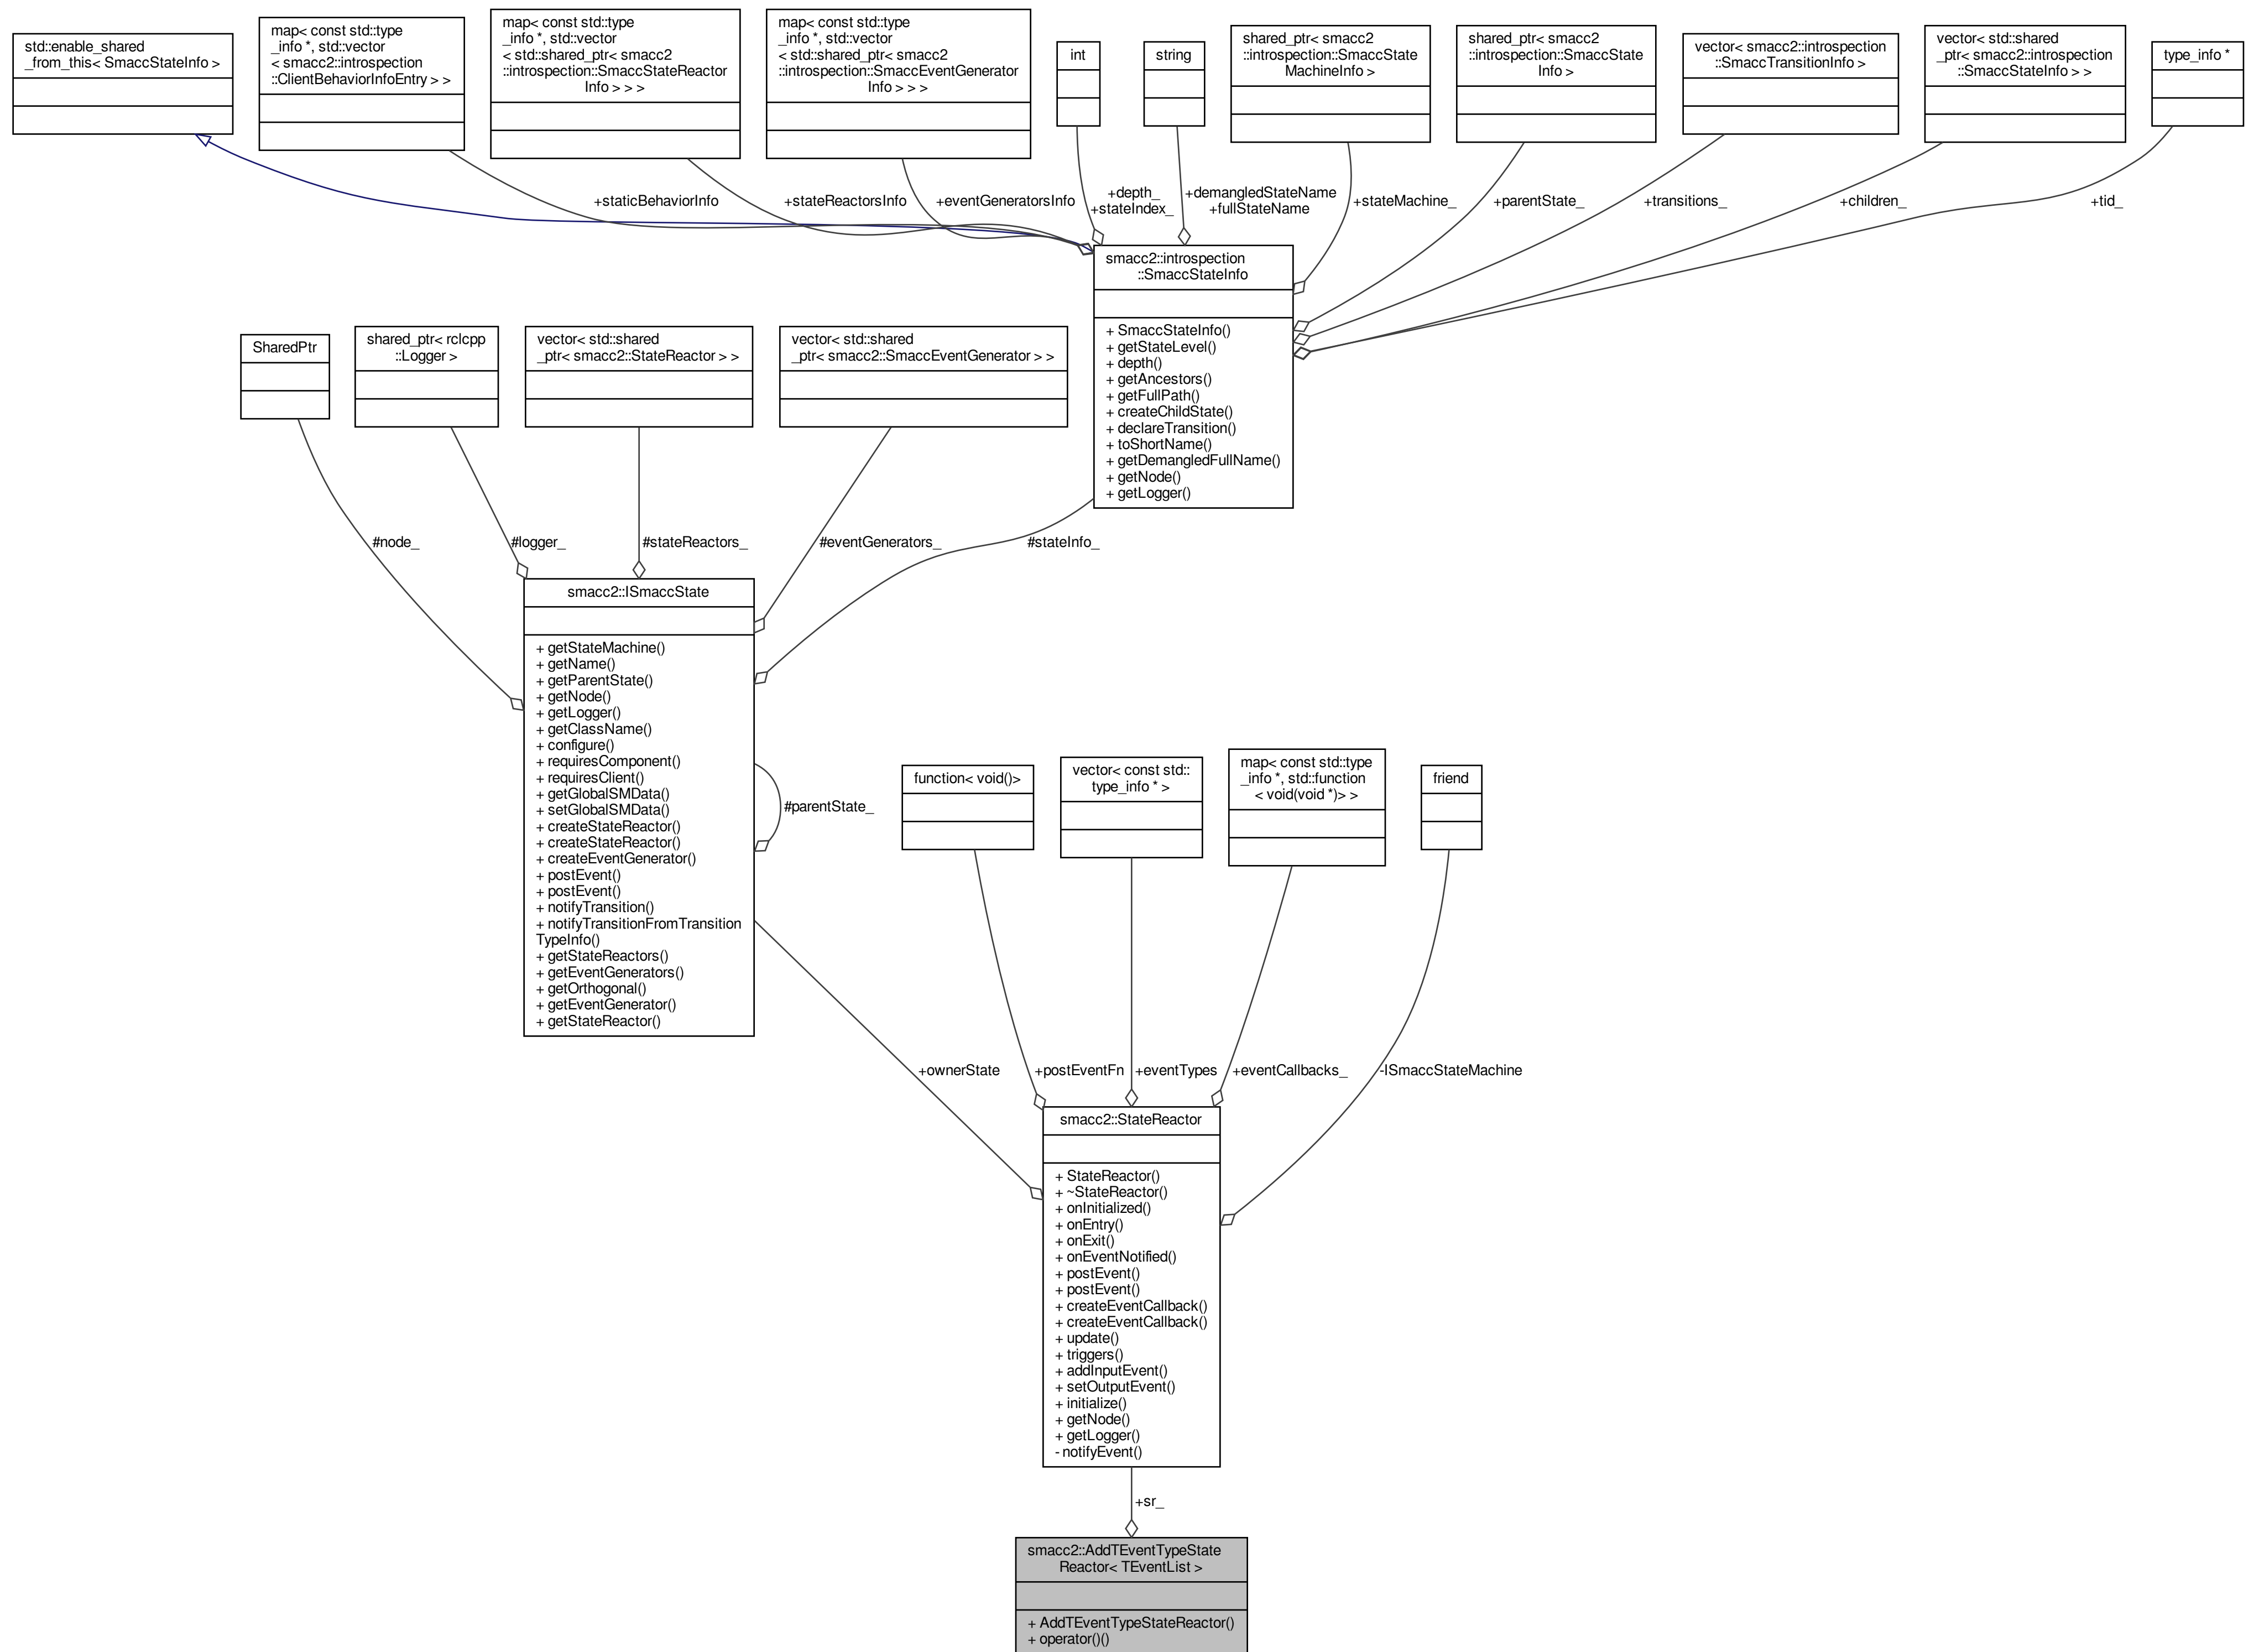 std::enable_shared
_from_this< SmaccStateInfo >
map< const std::type
_info *, std::vector
< smacc2::introspection
::ClientBehaviorInfoEntry > >
map< const std::type
_info *, std::vector
< std::shared_ptr< smacc2
::introspection::SmaccStateReactor
Info > > >
map< const std::type
_info *, std::vector
< std::shared_ptr< smacc2
::introspection::SmaccEventGenerator
Info > > >
int
string
shared_ptr< smacc2
::introspection::SmaccState
MachineInfo >
shared_ptr< smacc2
::introspection::SmaccState
Info >
vector< smacc2::introspection
::SmaccTransitionInfo >
vector< std::shared
_ptr< smacc2::introspection
::SmaccStateInfo > >
type_info *
+staticBehaviorInfo
+stateReactorsInfo
+eventGeneratorsInfo
+depth_
+stateIndex_
+demangledStateName
+fullStateName
+stateMachine_
+parentState_
+transitions_
+children_
+tid_
smacc2::introspection
::SmaccStateInfo
+ SmaccStateInfo()
+ getStateLevel()
+ depth()
+ getAncestors()
+ getFullPath()
+ createChildState()
+ declareTransition()
+ toShortName()
+ getDemangledFullName()
+ getNode()
+ getLogger()
SharedPtr
shared_ptr< rclcpp
::Logger >
vector< std::shared
_ptr< smacc2::StateReactor > >
vector< std::shared
_ptr< smacc2::SmaccEventGenerator > >
#node_
#logger_
#stateReactors_
#eventGenerators_
#stateInfo_
smacc2::ISmaccState
+ getStateMachine()
+ getName()
+ getParentState()
+ getNode()
+ getLogger()
+ getClassName()
+ configure()
+ requiresComponent()
+ requiresClient()
+ getGlobalSMData()
+ setGlobalSMData()
+ createStateReactor()
+ createStateReactor()
+ createEventGenerator()
+ postEvent()
+ postEvent()
+ notifyTransition()
+ notifyTransitionFromTransition
TypeInfo()
+ getStateReactors()
+ getEventGenerators()
+ getOrthogonal()
+ getEventGenerator()
+ getStateReactor()
#parentState_
function< void()>
vector< const std::
type_info * >
map< const std::type
_info *, std::function
< void(void *)> >
friend
+ownerState
+postEventFn
+eventTypes
+eventCallbacks_
-ISmaccStateMachine
smacc2::StateReactor
+ StateReactor()
+ ~StateReactor()
+ onInitialized()
+ onEntry()
+ onExit()
+ onEventNotified()
+ postEvent()
+ postEvent()
+ createEventCallback()
+ createEventCallback()
+ update()
+ triggers()
+ addInputEvent()
+ setOutputEvent()
+ initialize()
+ getNode()
+ getLogger()
- notifyEvent()
+sr_
smacc2::AddTEventTypeState
Reactor< TEventList >
+ AddTEventTypeStateReactor()
+ operator()()